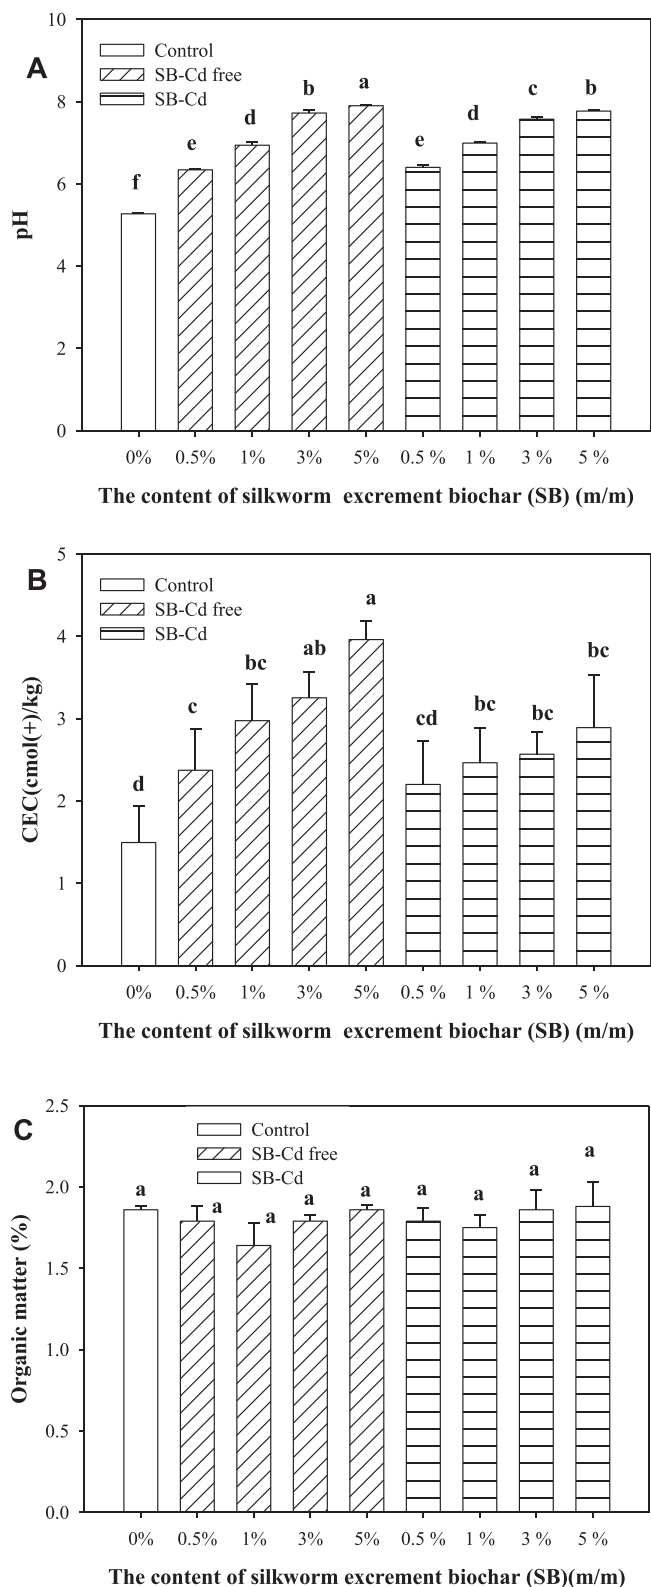 A
10
Control
SB-Cd free
SB-Cd
8
6
4
2
0
pH
f
e
d
b
a
e
d
c
b
0% 0.5% 1% 3% 5% 0.5 % 1 % 3 % 5 %
The content of silkworm excrement biochar (SB) (m/m)
B
5
Control
SB-Cd free
SB-Cd
4
3
2
1
0
CEC(cmol(+)/kg)
d
c
bc
ab
a
cd
bc
bc
bc
0% 0.5% 1% 3% 5% 0.5 % 1 % 3 % 5 %
The content of silkworm excrement biochar (SB) (m/m)
C
2.5
Control
SB-Cd free
SB-Cd
2.0
1.5
1.0
0.5
0.0
Organic matter (%)
a
a
a
a
a
a
a
a
a
0% 0.5% 1% 3% 5% 0.5 % 1 % 3 % 5 %
The content of silkworm excrement biochar (SB)(m/m)